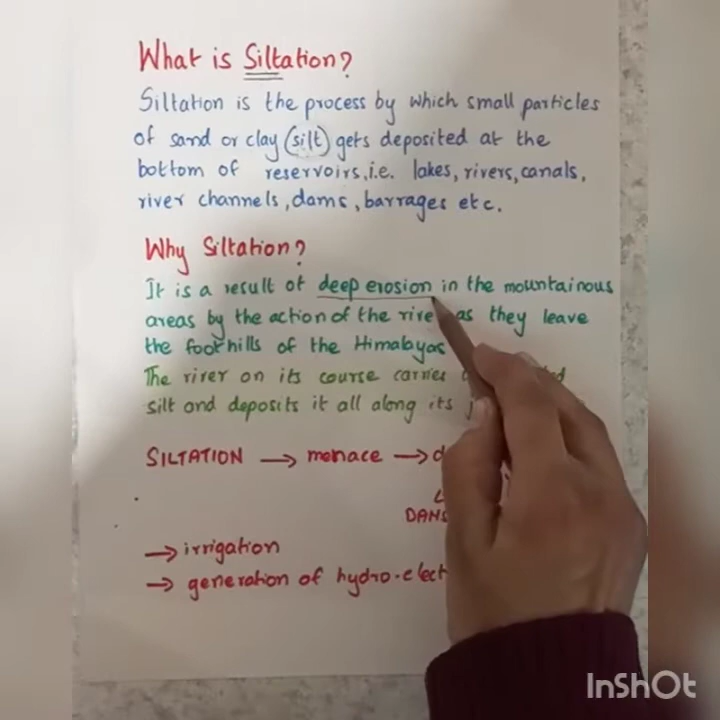 What is Siltation?
Siltation is the process by which small particles
of sand or clay (silt) gets deposited at the
bottom of reservoirs, i.e. lakes, rivers, canals,
river channels, dams, barrages etc.
Why Siltation?
It is a result of deep erosion in the mountainous
areas by the action of the rive as they leave
the foothills of the Himalayas
The river on its course carries
silt and deposits it all along its
SILTATION → menace →
DAMS
→ irrigation
→ generation of hydro-elect
InShOt